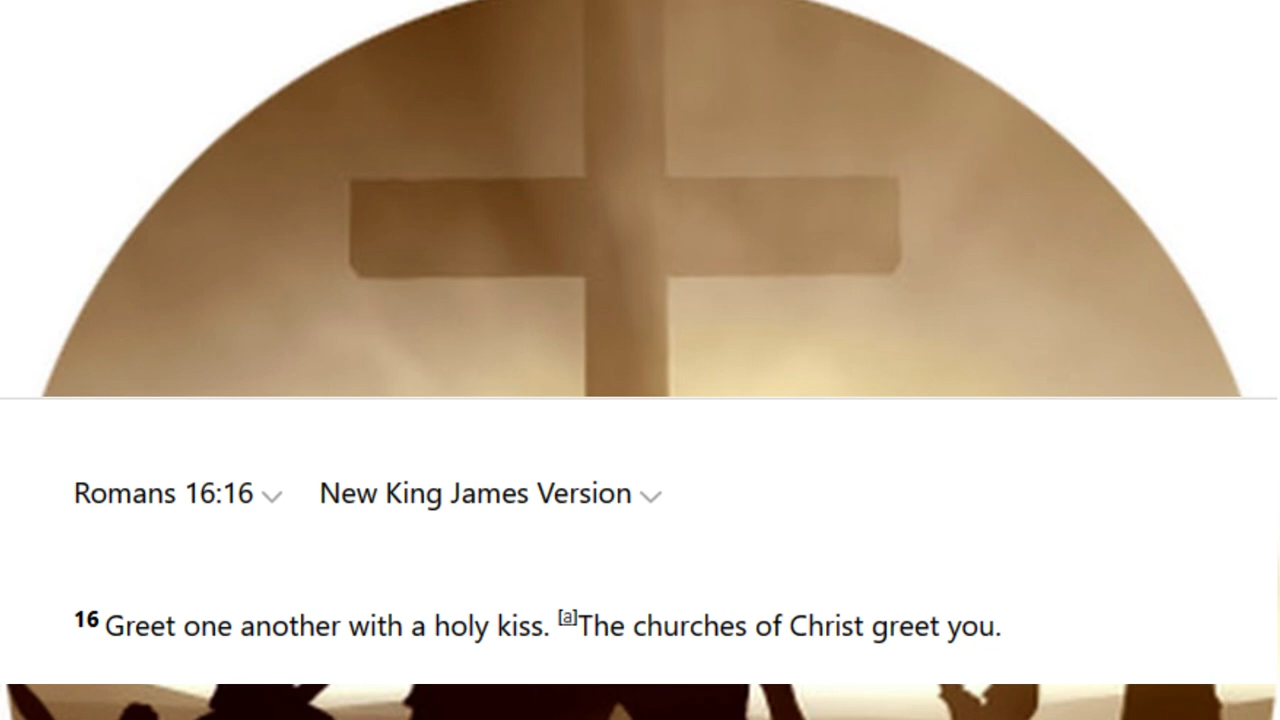 Romans 16:16 New King James Version
16 Greet one another with a holy kiss. [a]The churches of Christ greet you.